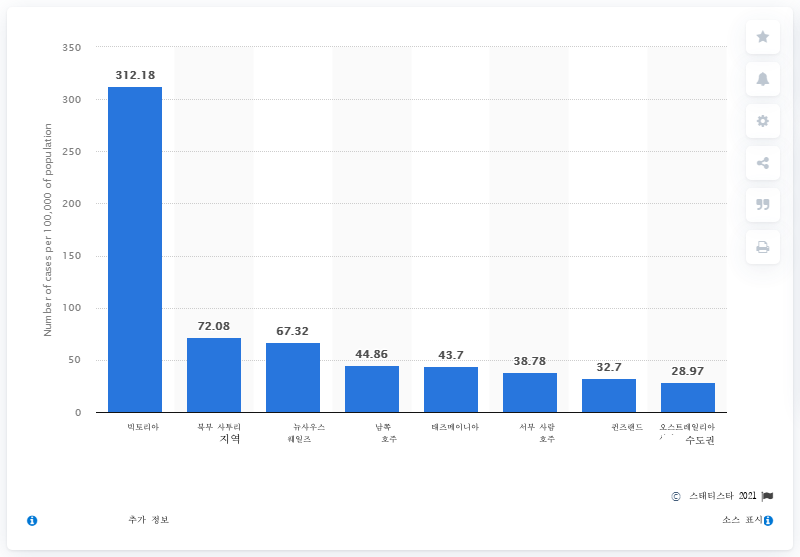 350
300
250
200
150
100
50
0
Number of cases per 100,000 of population
312.18
72.08
67.32
44.86
43.7
38.78
32.7
28.97
빅토리아
북부 사투리
지역
뉴사우스
웨일즈
남쪽
호주
태즈메이니아
서부 사람
호주
퀸즈랜드
오스트레일리아
수도권
© 스태티스타 2021
추가 정보
소스 표시